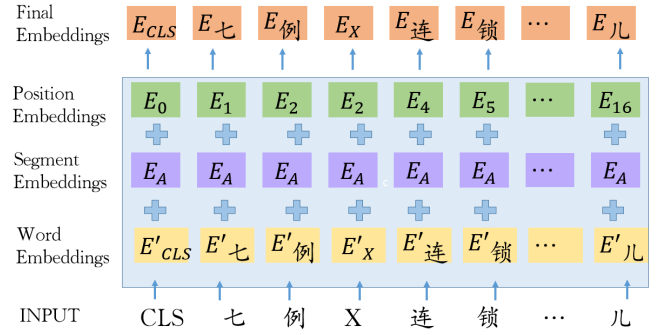 Final Embeddings E_CLS E_七 E_例 E_X E_连 E_锁 ⋯ E_儿
Position Embeddings E_0 E_1 E_2 E_2 E_4 E_5 ⋯ E_16
Segment Embeddings E_A E_A E_A E_A E_A E_A ⋯ E_A
c
Word Embeddings E'_CLS E'_七 E'_例 E'_X E'_连 E'_锁 ⋯ E'_儿
INPUT CLS 七 例 X 连 锁 ⋯ 儿